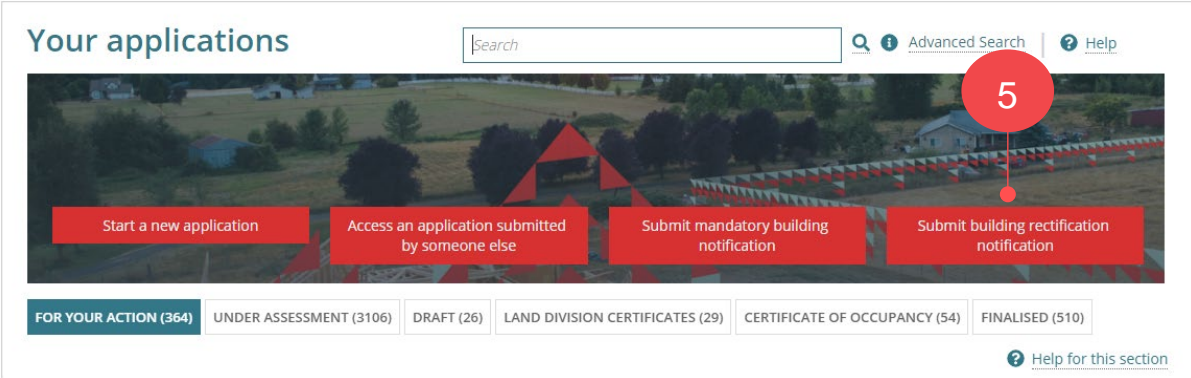 Your applications
Search
Advanced Search
Help
5
Start a new application
Access an application submitted
by someone else
Submit mandatory building
notification
Submit building rectification
notification
FOR YOUR ACTION (364)
UNDER ASSESSMENT (3106)
DRAFT (26)
LAND DIVISION CERTIFICATES (29)
CERTIFICATE OF OCCUPANCY (54)
FINALISED (510)
Help for this section